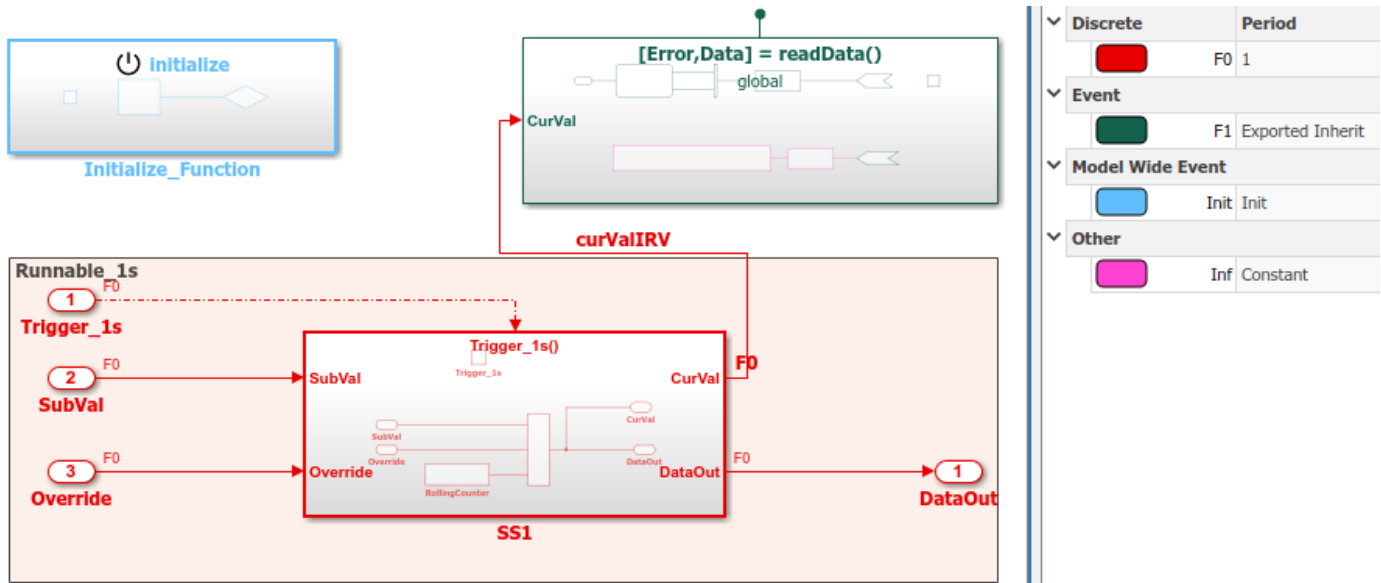 initialize
Initialize_Function
[Error,Data] = readData()
global
CurVal
curValIRV
Runnable_1s
1
F0
Trigger_1s
2
F0
SubVal
3
F0
Override
Trigger_1s()
Trigger_1s
SubVal
CurVal
F0
SubVal
Override
RollingCounter
CurVal
DataOut
Override
DataOut
F0
SS1
1
DataOut
Discrete Period
F0 1
Event
F1 Exported Inherit
Model Wide Event
Init Init
Other
Inf Constant